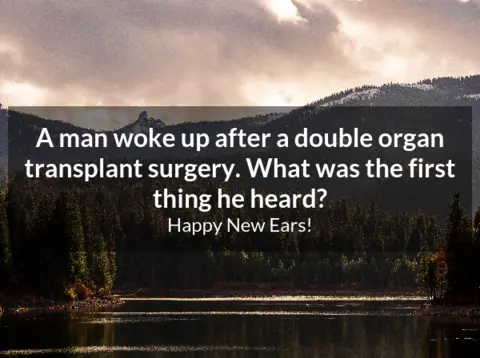 A man woke up after a double organ
transplant surgery. What was the first
thing he heard?
Happy New Ears!